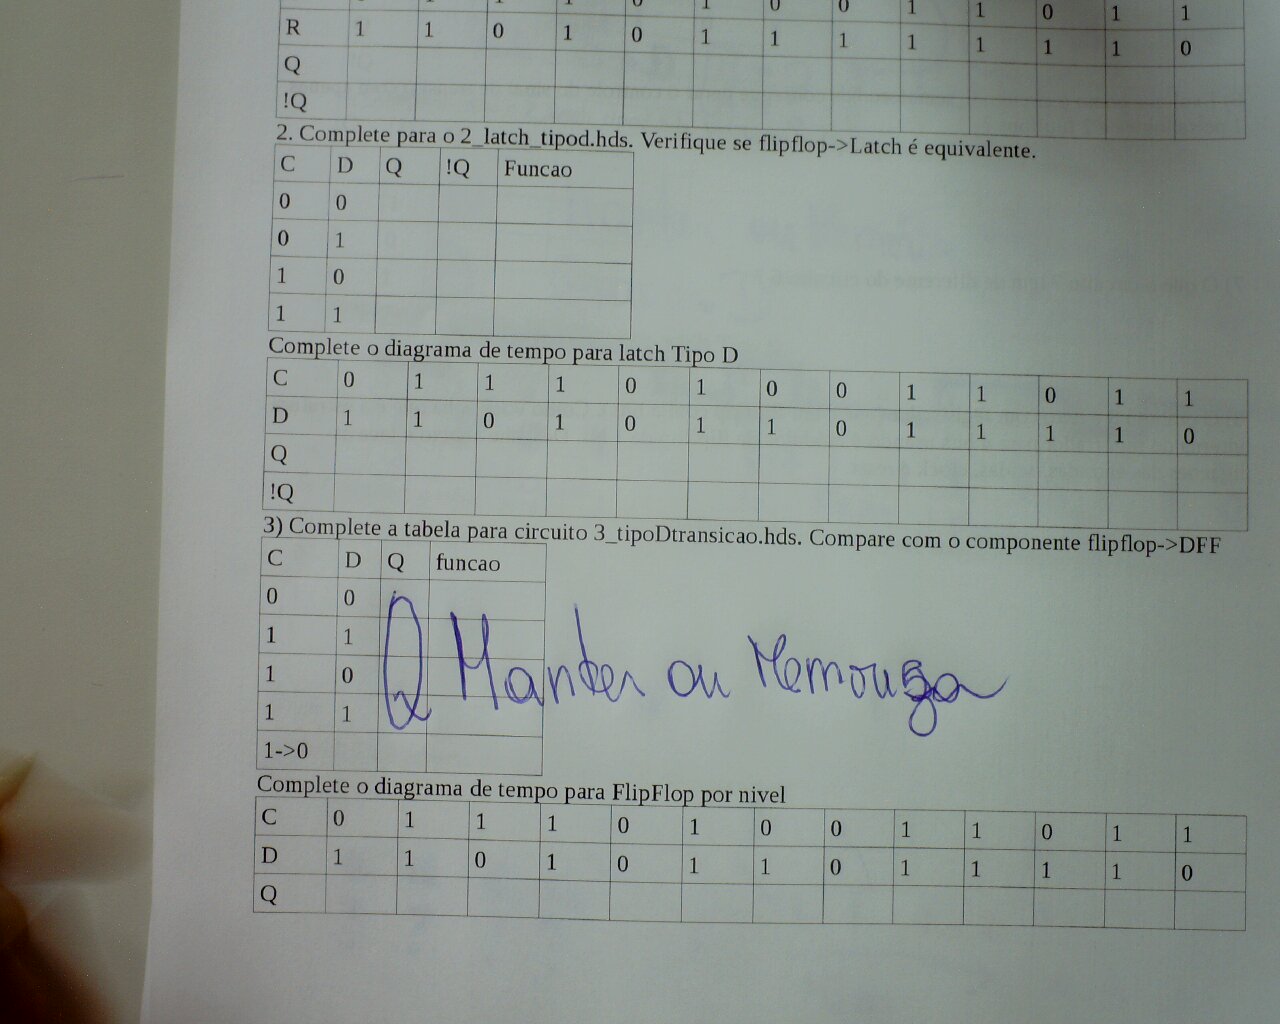 0 1 0 0 1 1 0 1 1
R 1 1 0 1 0 1 1 1 1 1 1 1 0
Q
!Q
2. Complete para o 2_latch_tipod.hds. Verifique se flipflop->Latch é equivalente.
C D Q !Q Funcao
0 0
0 1
1 0
1 1
Complete o diagrama de tempo para latch Tipo D
C 0 1 1 1 0 1 0 0 1 1 0 1 1
D 1 1 0 1 0 1 1 0 1 1 1 1 0
Q
!Q
3) Complete a tabela para circuito 3_tipoDtransicao.hds. Compare com o componente flipflop->DFF
C D Q funcao
0 0
1 1
1 0
1 1
1->0
Q Manter ou Memoriza
Complete o diagrama de tempo para FlipFlop por nivel
C 0 1 1 1 0 1 0 0 1 1 0 1 1
D 1 1 0 1 0 1 1 0 1 1 1 1 0
Q